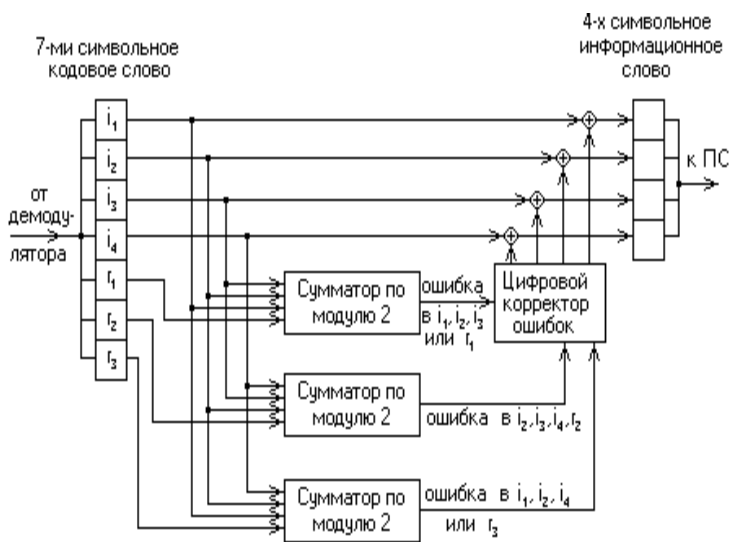 7-ми символьное
кодовое слово
4-х символьное
информационное
слово
i₁
i₂
i₃
i₄
r₁
r₂
r₃
от
демоду-
лятора
к ПС
Сумматор по
модулю 2
ошибка
в i₁, i₂, i₃
или r₁
Цифровой
корректор
ошибок
Сумматор по
модулю 2
ошибка в i₂, i₃, i₄, r₂
Сумматор по
модулю 2
ошибка в i₁, i₂, i₄
или r₃